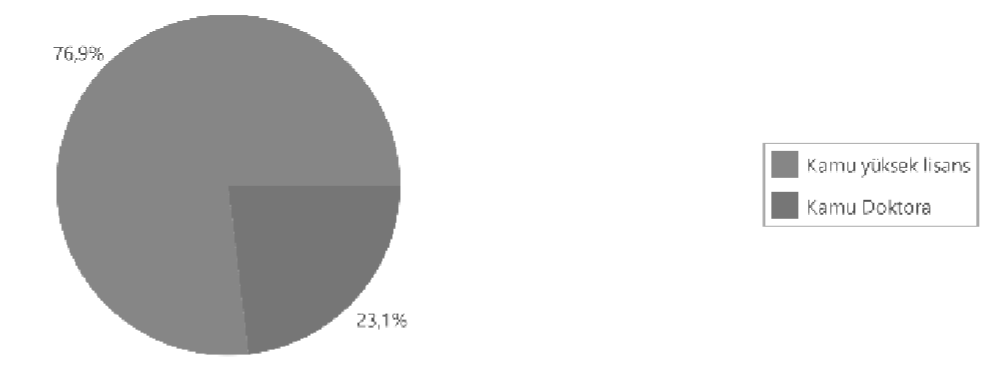 76,9%
Kamu yüksek lisans
Kamu Doktora
23,1%